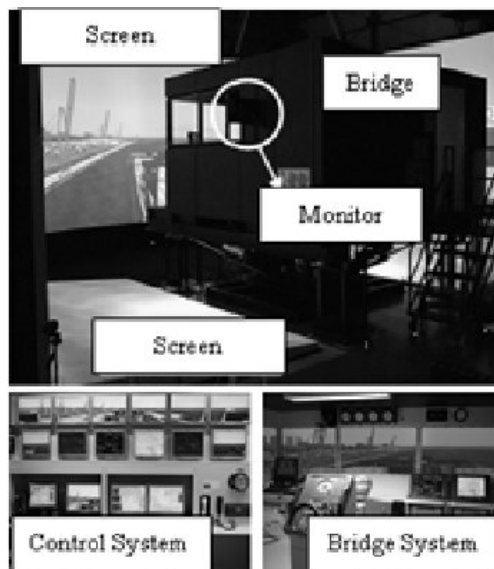 Screen
Bridge
Monitor
Screen
Control System
Bridge System